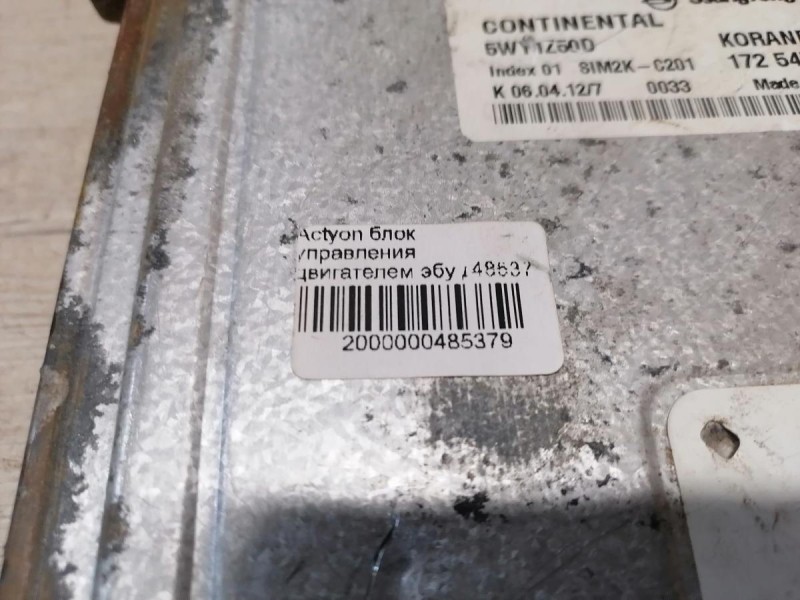 CONTINENTAL
5WY1Z50D
Index 01 SIM2K-C201
K 06.04.12/7 0033 Made
172 54
Actyon блок
управления
двигателем эбу
2000000485379